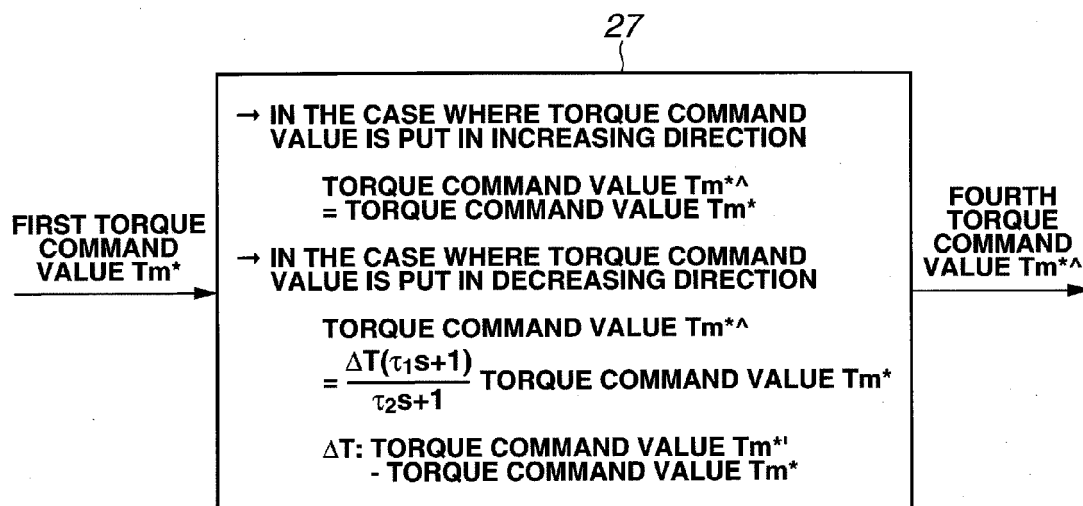 27
→ IN THE CASE WHERE TORQUE COMMAND
VALUE IS PUT IN INCREASING DIRECTION
TORQUE COMMAND VALUE Tm*^
= TORQUE COMMAND VALUE Tm*
→ IN THE CASE WHERE TORQUE COMMAND
VALUE IS PUT IN DECREASING DIRECTION
TORQUE COMMAND VALUE Tm*^
= ΔT(τ1s+1)
τ2s+1
TORQUE COMMAND VALUE Tm*
ΔT: TORQUE COMMAND VALUE Tm*'
- TORQUE COMMAND VALUE Tm*
FIRST TORQUE
COMMAND
VALUE Tm*
FOURTH
TORQUE
COMMAND
VALUE Tm*^